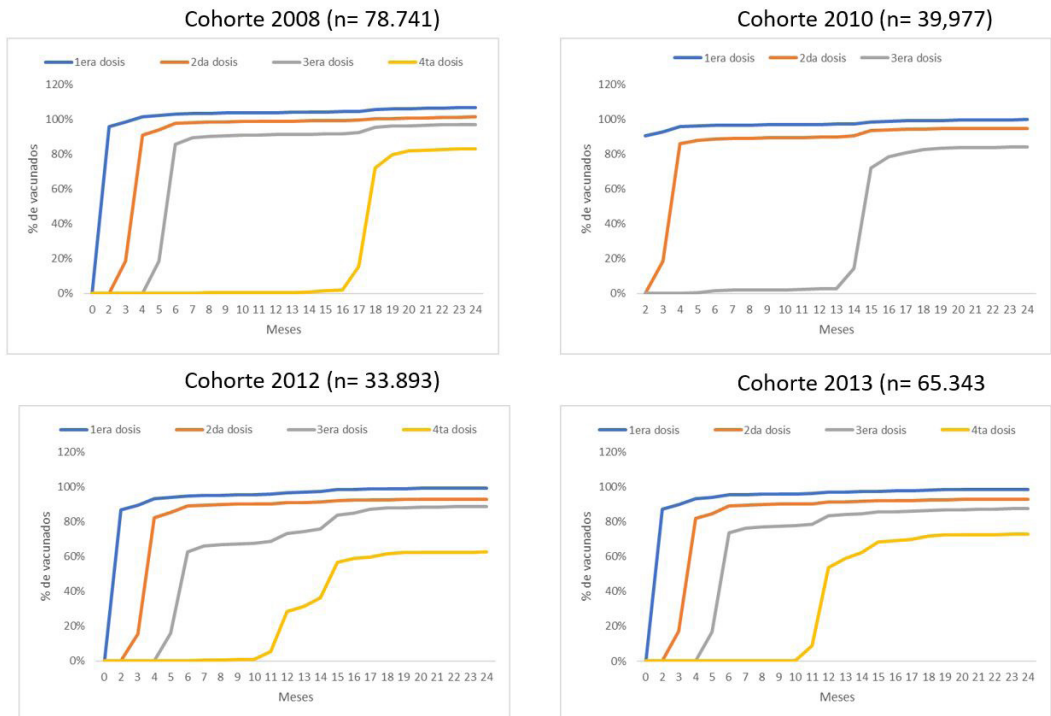 Cohorte 2008 (n= 78.741)
1era dosis 2da dosis 3era dosis 4ta dosis
120%
100%
80%
60%
40%
20%
0%
% de vacunados
0 2 3 4 5 6 7 8 9 10 11 12 13 14 15 16 17 18 19 20 21 22 23 24
Meses
Cohorte 2010 (n= 39,977)
1era dosis 2da dosis 3era dosis
120%
100%
80%
60%
40%
20%
0%
% de vacunados
2 3 4 5 6 7 8 9 10 11 12 13 14 15 16 17 18 19 20 21 22 23 24
Meses
Cohorte 2012 (n= 33.893)
1era dosis 2da dosis 3era dosis 4ta dosis
120%
100%
80%
60%
40%
20%
0%
% de vacunados
0 2 3 4 5 6 7 8 9 10 11 12 13 14 15 16 17 18 19 20 21 22 23 24
Meses
Cohorte 2013 (n= 65.343
1era dosis 2da dosis 3era dosis 4ta dosis
120%
100%
80%
60%
40%
20%
0%
% de vacunados
0 2 3 4 5 6 7 8 9 10 11 12 13 14 15 16 17 18 19 20 21 22 23 24
Meses